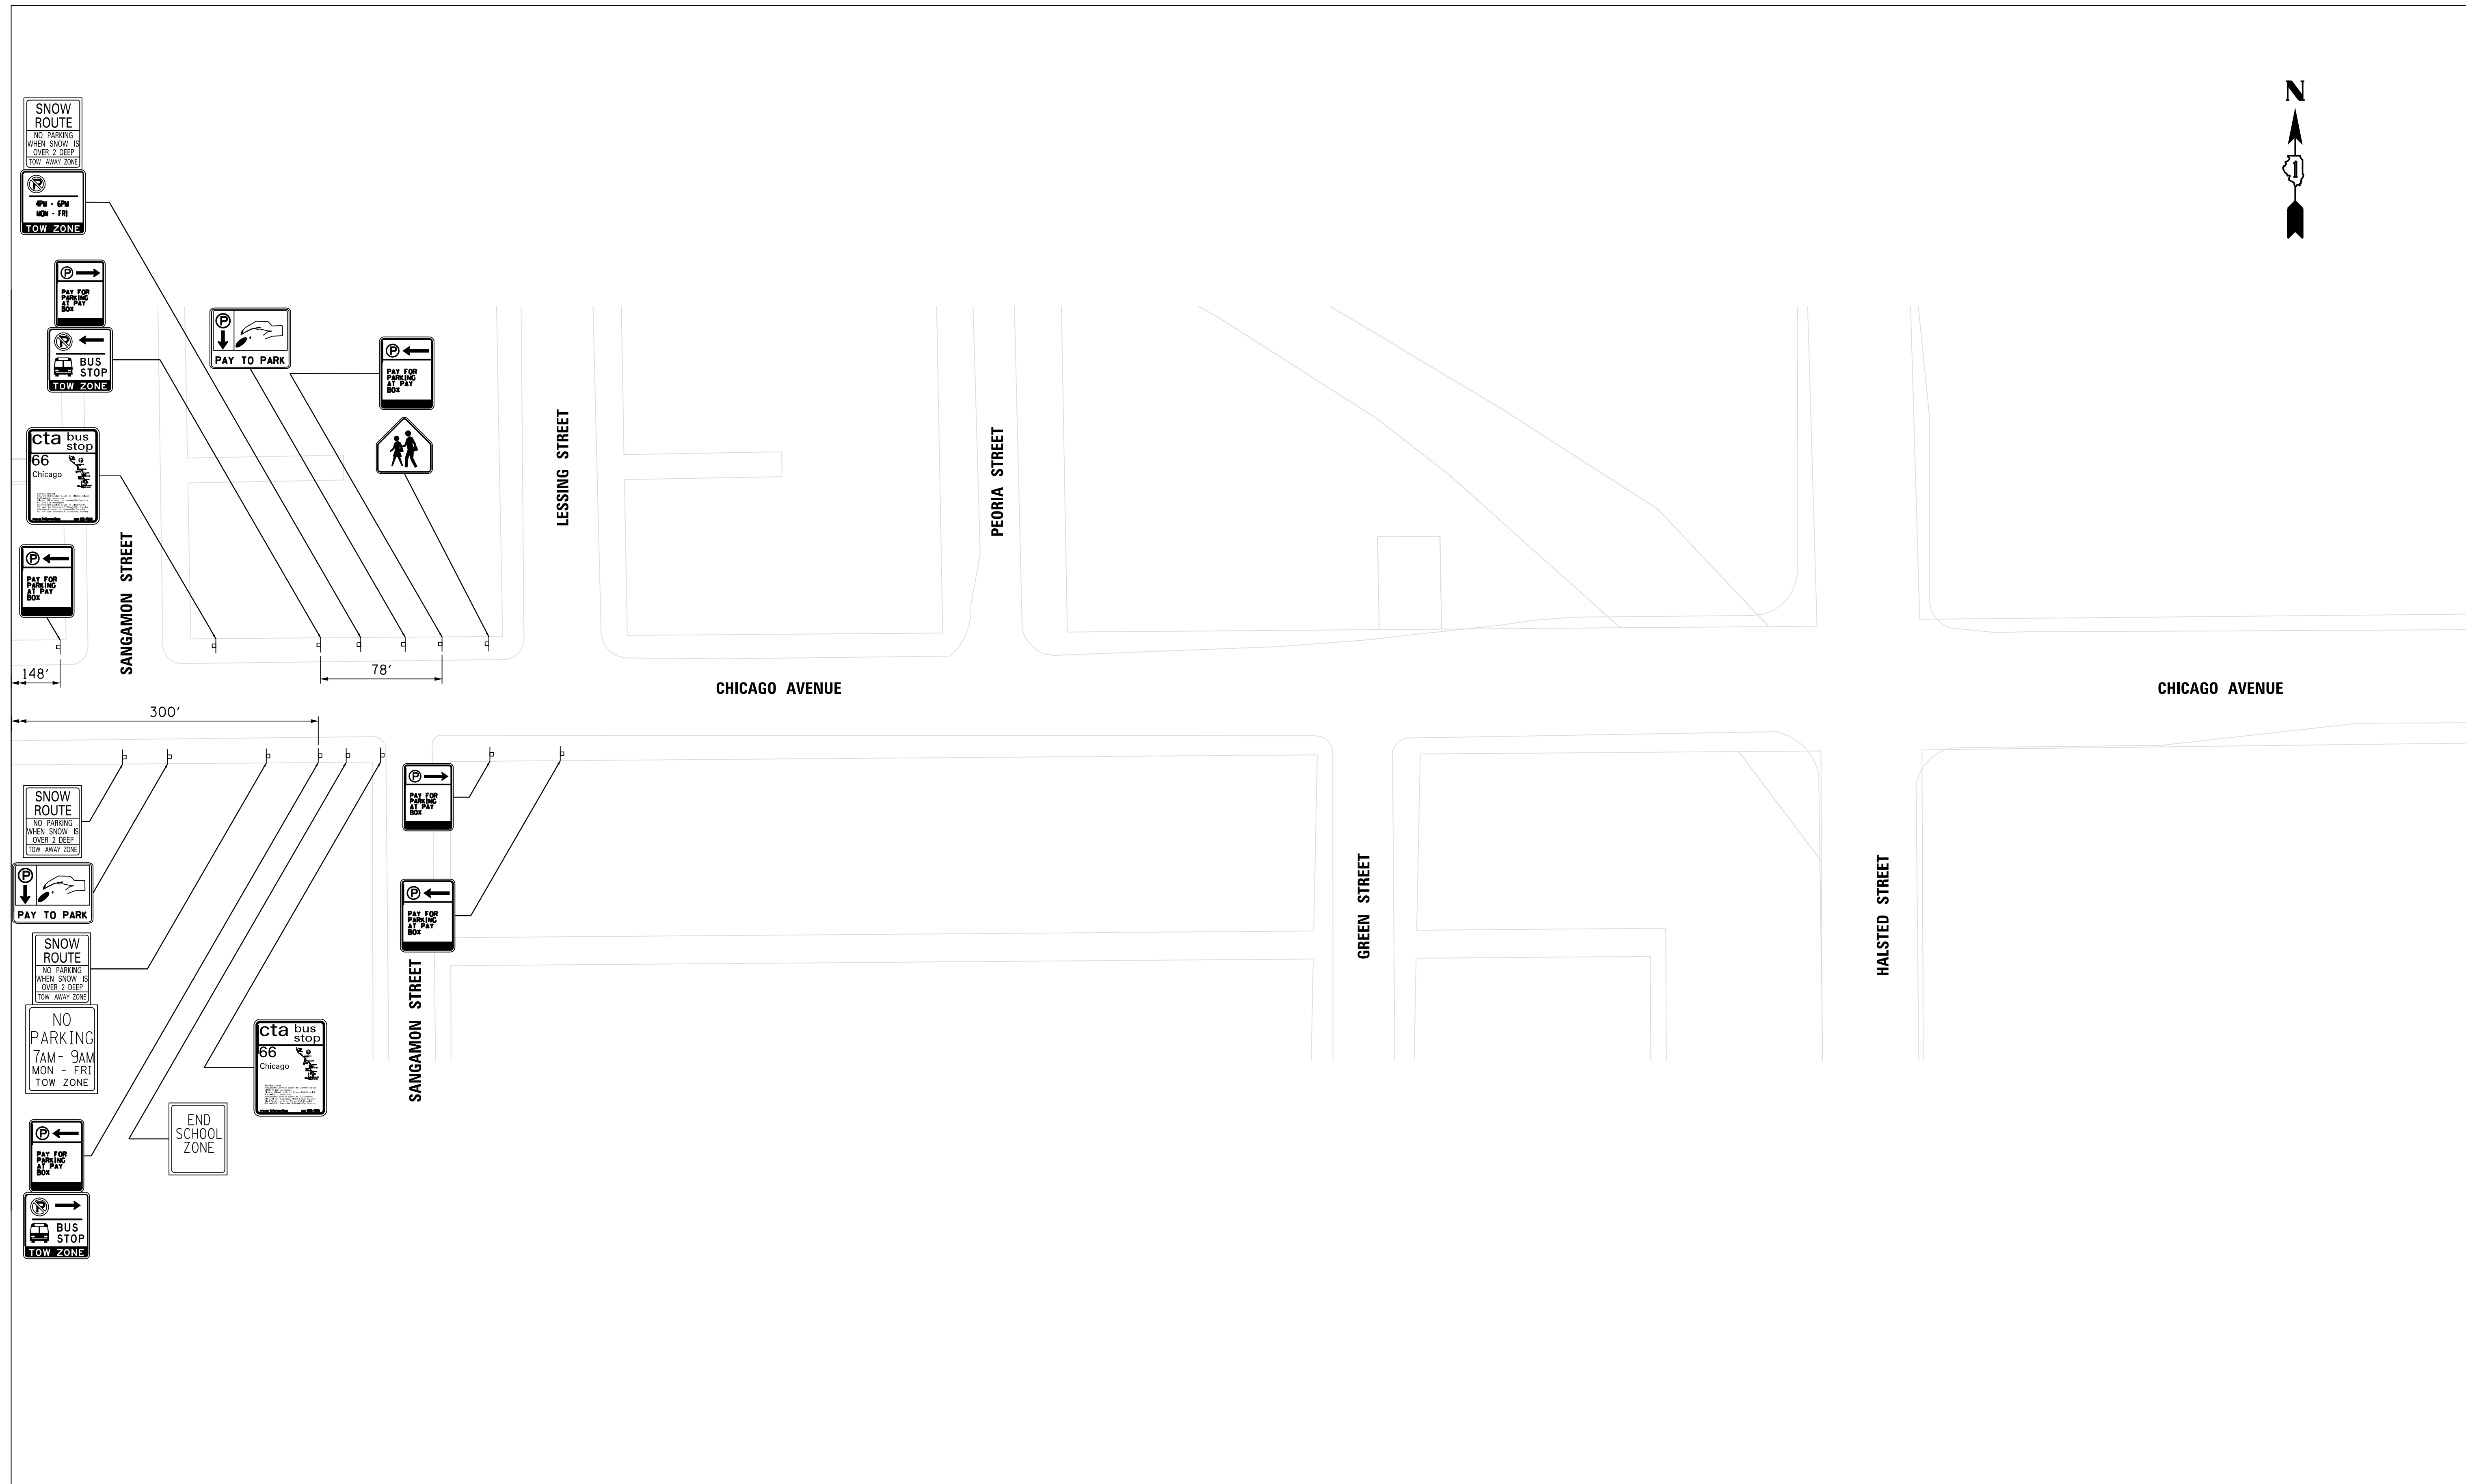 N
1
SNOW
ROUTE
NO PARKING
WHEN SNOW IS
OVER 2 DEEP
TOW AWAY ZONE
P
4PM - 6PM
MON - FRI
TOW ZONE
P
PAY FOR
PARKING
AT PAY
BOX
P
BUS
STOP
TOW ZONE
P
PAY TO PARK
P
PAY FOR
PARKING
AT PAY
BOX
cta bus
stop
66
Chicago
P
PAY FOR
PARKING
AT PAY
BOX
SANGAMON STREET
LESSING STREET
PEORIA STREET
148'
78'
CHICAGO AVENUE
CHICAGO AVENUE
300'
SNOW
ROUTE
NO PARKING
WHEN SNOW IS
OVER 2 DEEP
TOW AWAY ZONE
P
PAY TO PARK
SNOW
ROUTE
NO PARKING
WHEN SNOW IS
OVER 2 DEEP
TOW AWAY ZONE
NO
PARKING
7AM - 9AM
MON - FRI
TOW ZONE
P
PAY FOR
PARKING
AT PAY
BOX
P
BUS
STOP
TOW ZONE
END
SCHOOL
ZONE
cta bus
stop
66
Chicago
P
PAY FOR
PARKING
AT PAY
BOX
P
PAY FOR
PARKING
AT PAY
BOX
SANGAMON STREET
GREEN STREET
HALSTED STREET